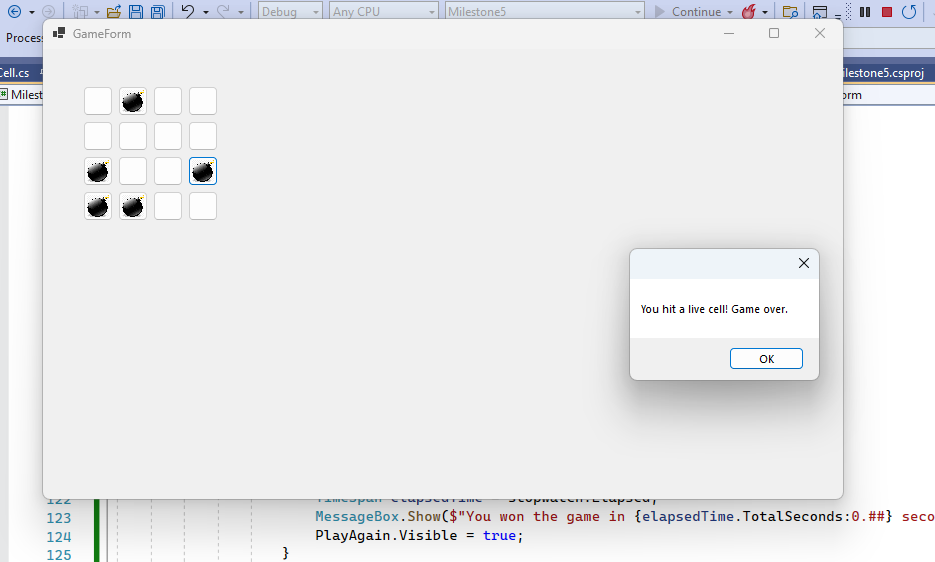 Debug
Any CPU
Milestone5
Continue
Process
GameForm
Cell.cs
Milestone5.csproj
Milest
orm
You hit a live cell! Game over.
OK
122
TimeSpan elapsedTime = stopwatch.Elapsed;
123
MessageBox.Show($"You won the game in {elapsedTime.TotalSeconds:0.##} seco
124
PlayAgain.Visible = true;
125
}